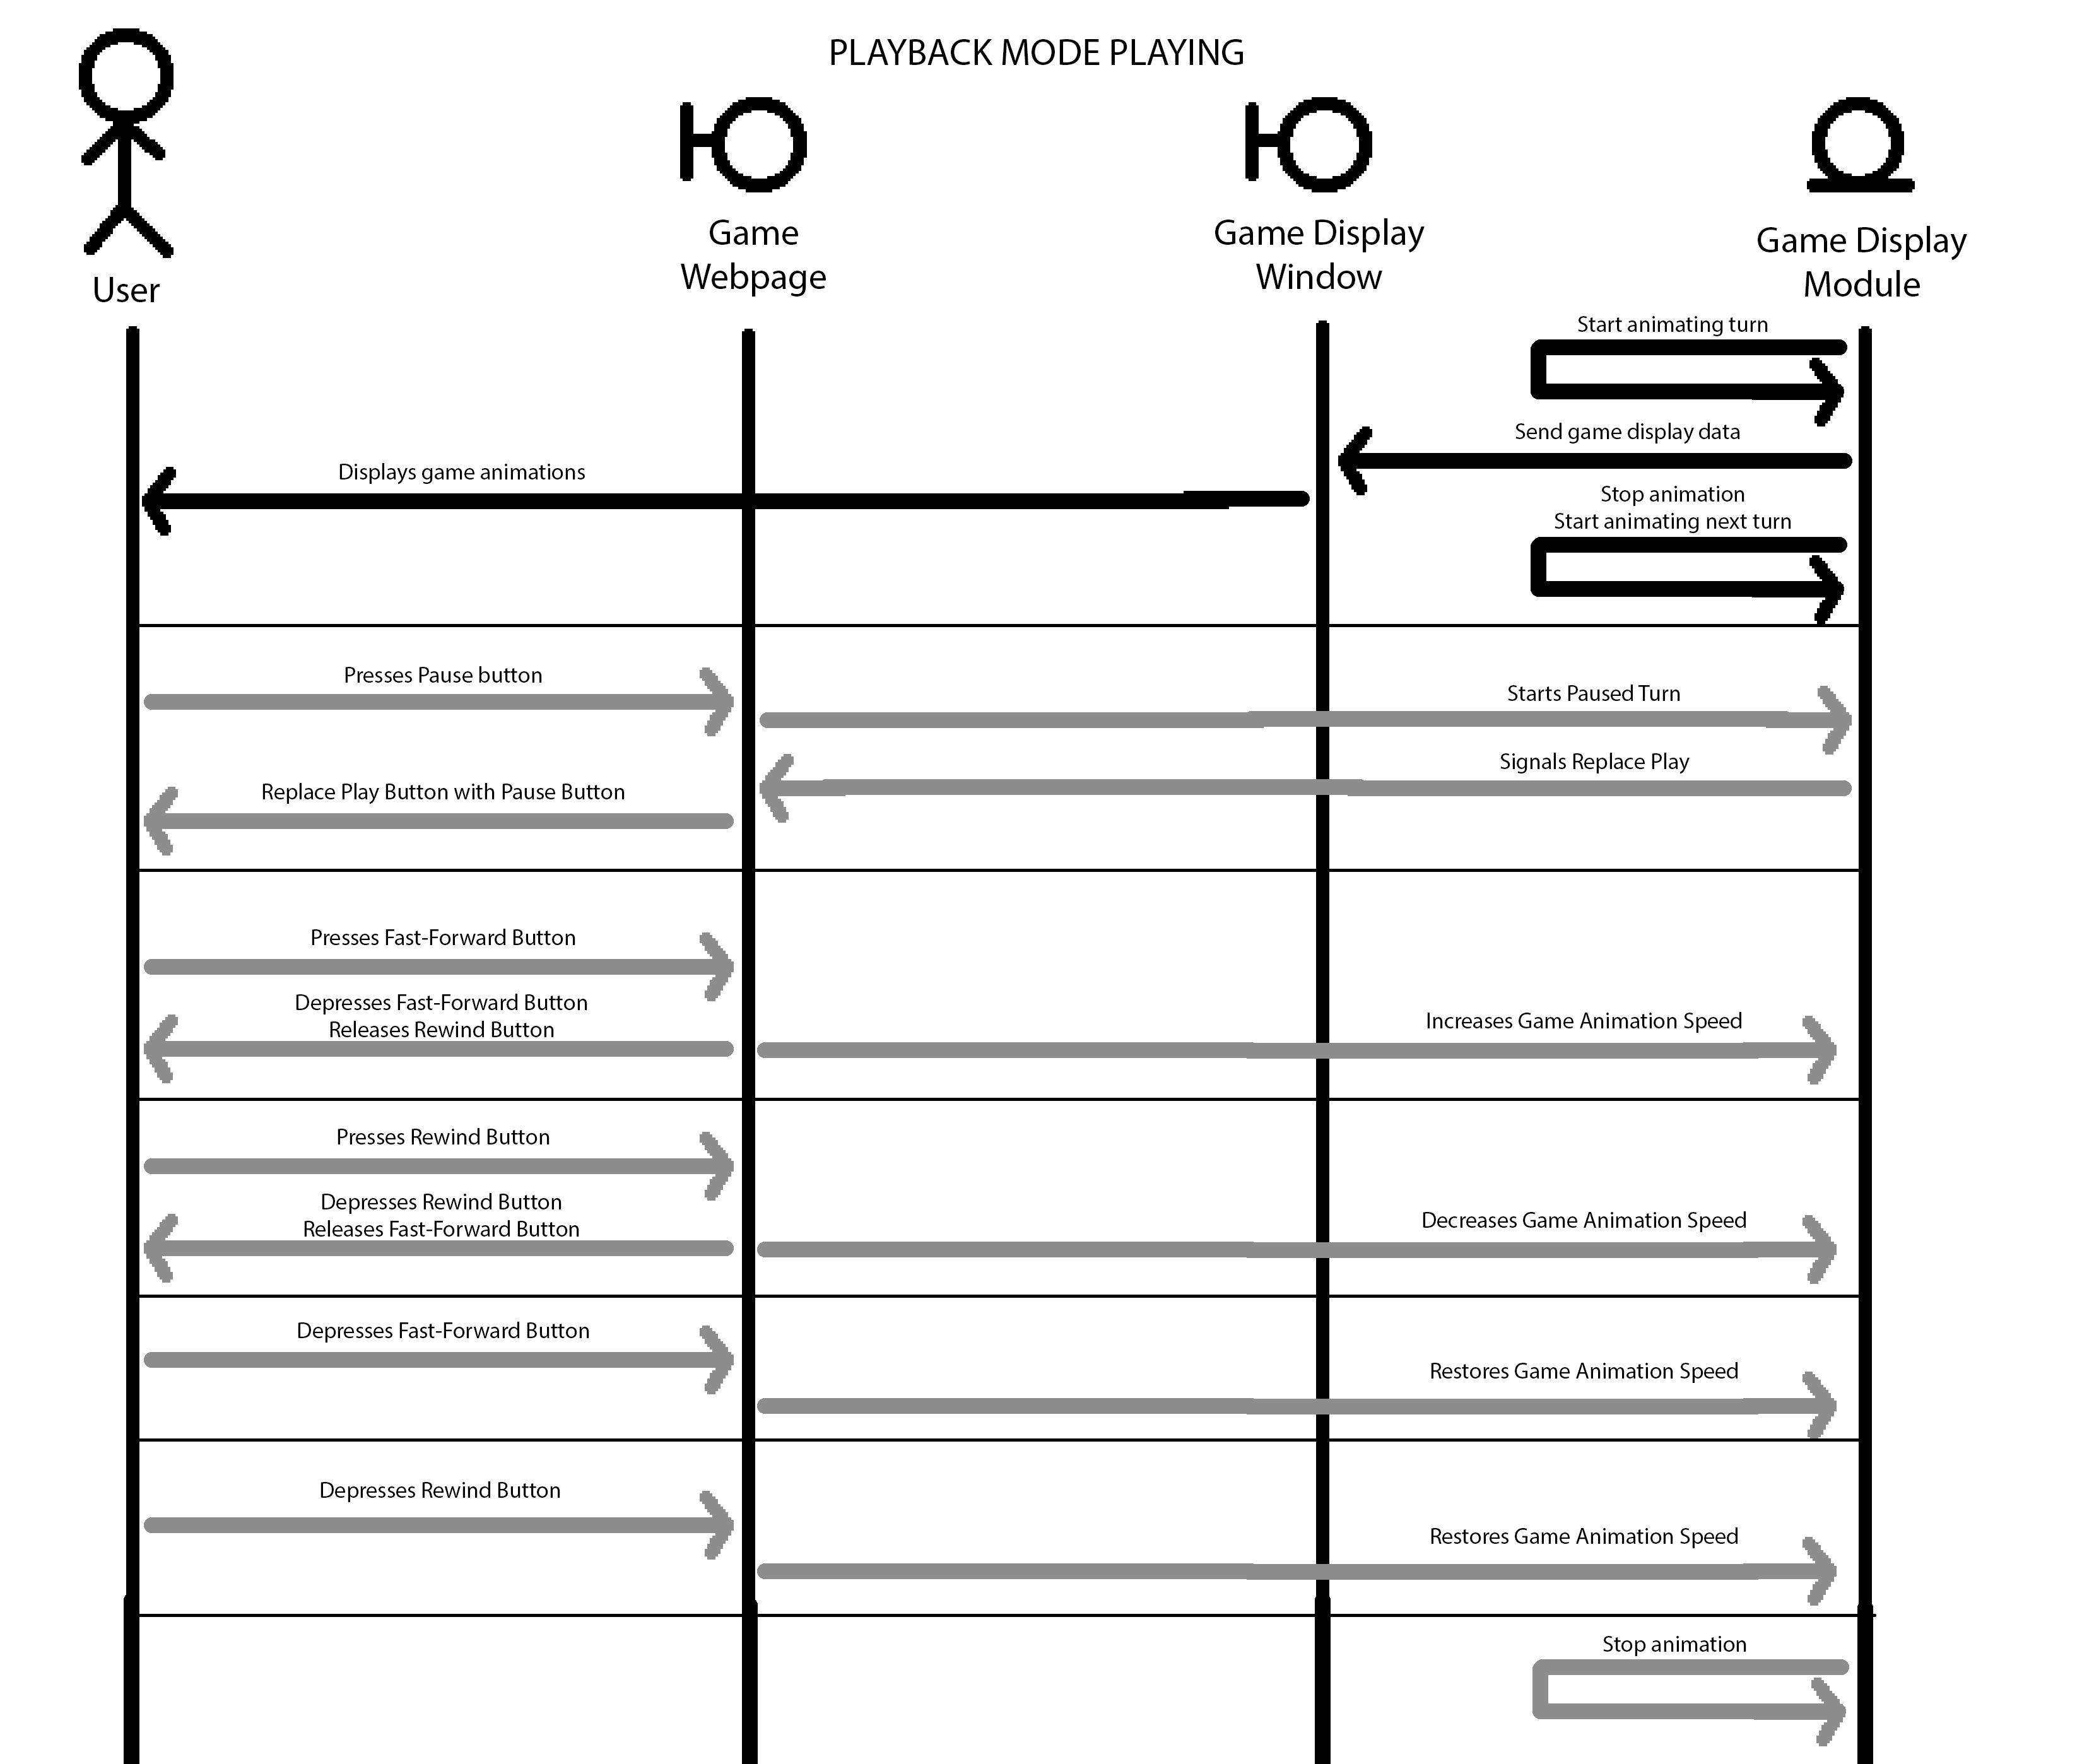 PLAYBACK MODE PLAYING
User
Game
Webpage
Game Display
Window
Game Display
Module
Start animating turn
Send game display data
Displays game animations
Stop animation
Start animating next turn
Presses Pause button
Starts Paused Turn
Signals Replace Play
Replace Play Button with Pause Button
Presses Fast-Forward Button
Depresses Fast-Forward Button
Releases Rewind Button
Increases Game Animation Speed
Presses Rewind Button
Depresses Rewind Button
Releases Fast-Forward Button
Decreases Game Animation Speed
Depresses Fast-Forward Button
Restores Game Animation Speed
Depresses Rewind Button
Restores Game Animation Speed
Stop animation